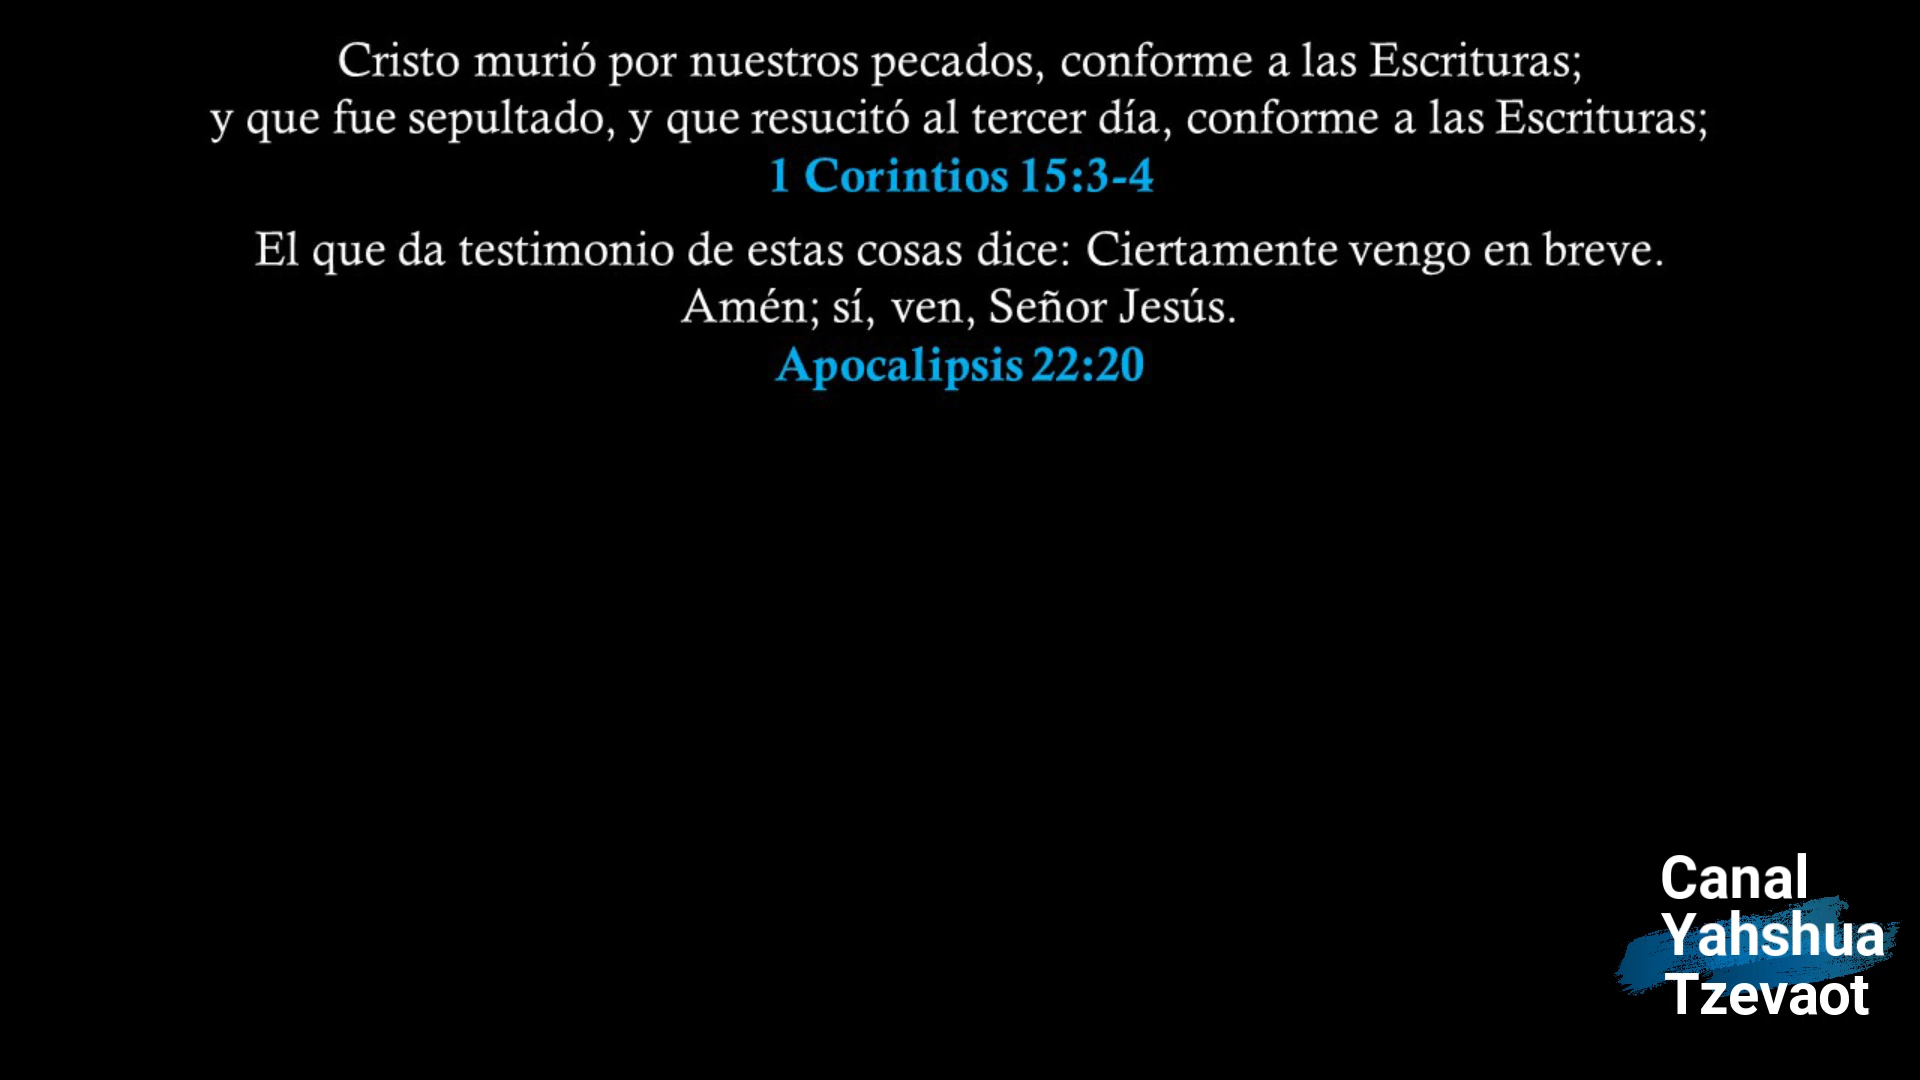 Cristo murió por nuestros pecados, conforme a las Escrituras;
y que fue sepultado, y que resucitó al tercer día, conforme a las Escrituras;
1 Corintios 15:3-4
El que da testimonio de estas cosas dice: Ciertamente vengo en breve.
Amén; sí, ven, Señor Jesús.
Apocalipsis 22:20
Canal
Yahshua
Tzevaot